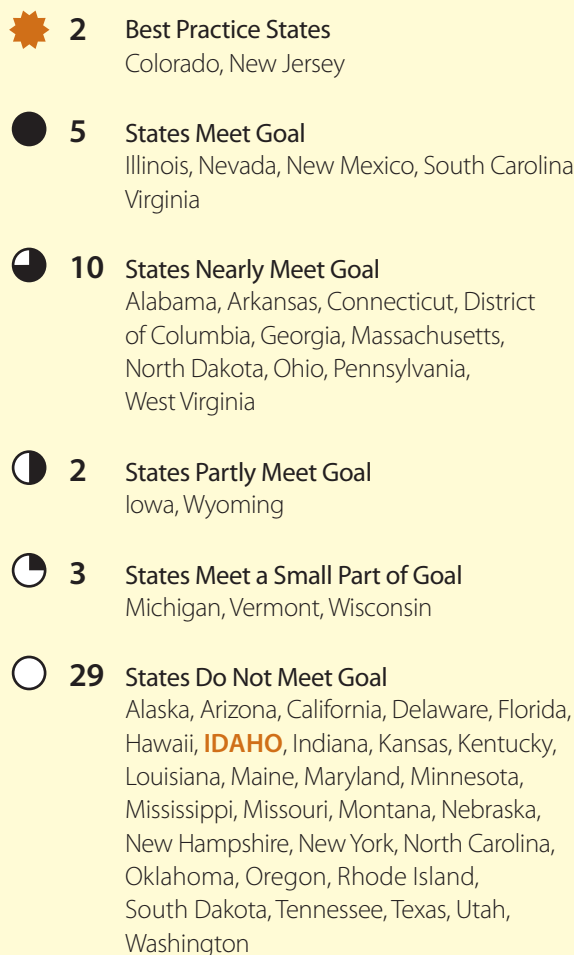 2 Best Practice States
Colorado, New Jersey
5 States Meet Goal
Illinois, Nevada, New Mexico, South Carolina
Virginia
10 States Nearly Meet Goal
Alabama, Arkansas, Connecticut, District
of Columbia, Georgia, Massachusetts,
North Dakota, Ohio, Pennsylvania,
West Virginia
2 States Partly Meet Goal
Iowa, Wyoming
3 States Meet a Small Part of Goal
Michigan, Vermont, Wisconsin
29 States Do Not Meet Goal
Alaska, Arizona, California, Delaware, Florida,
Hawaii, IDAHO, Indiana, Kansas, Kentucky,
Louisiana, Maine, Maryland, Minnesota,
Mississippi, Missouri, Montana, Nebraska,
New Hampshire, New York, North Carolina,
Oklahoma, Oregon, Rhode Island,
South Dakota, Tennessee, Texas, Utah,
Washington